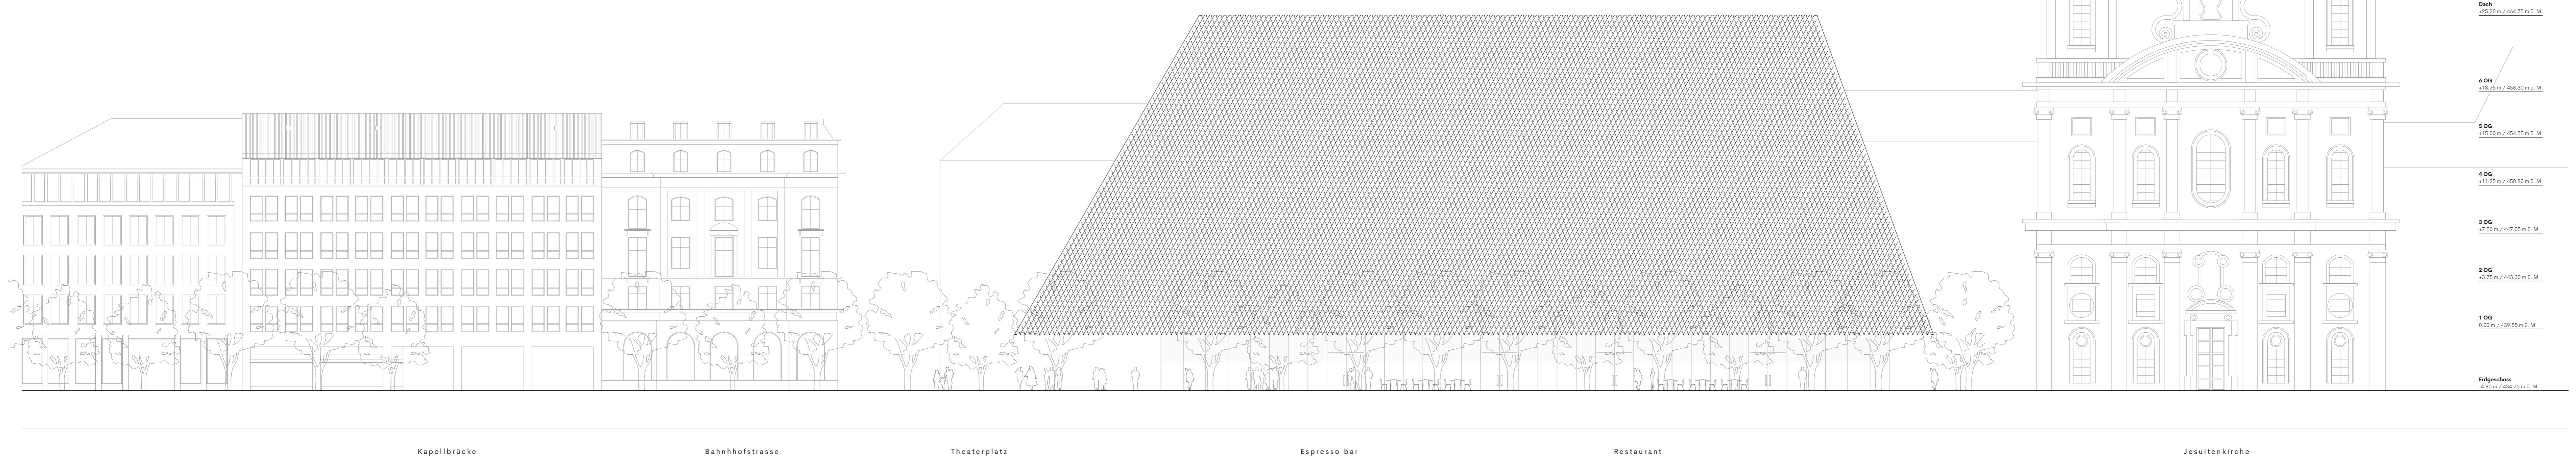 Dach
+25.20 m / 464.75 m ü. M.
6 OG
+18.75 m / 458.30 m ü. M.
5 OG
+15.00 m / 454.55 m ü. M.
4 OG
+11.25 m / 450.80 m ü. M.
3 OG
+7.50 m / 447.05 m ü. M.
2 OG
+3.75 m / 443.30 m ü. M.
1 OG
0.00 m / 439.55 m ü. M.
Erdgeschoss
-4.80 m / 434.75 m ü. M.
Kapellbrücke Bahnhhofstrasse Theaterplatz Espresso bar Restaurant Jesuitenkirche